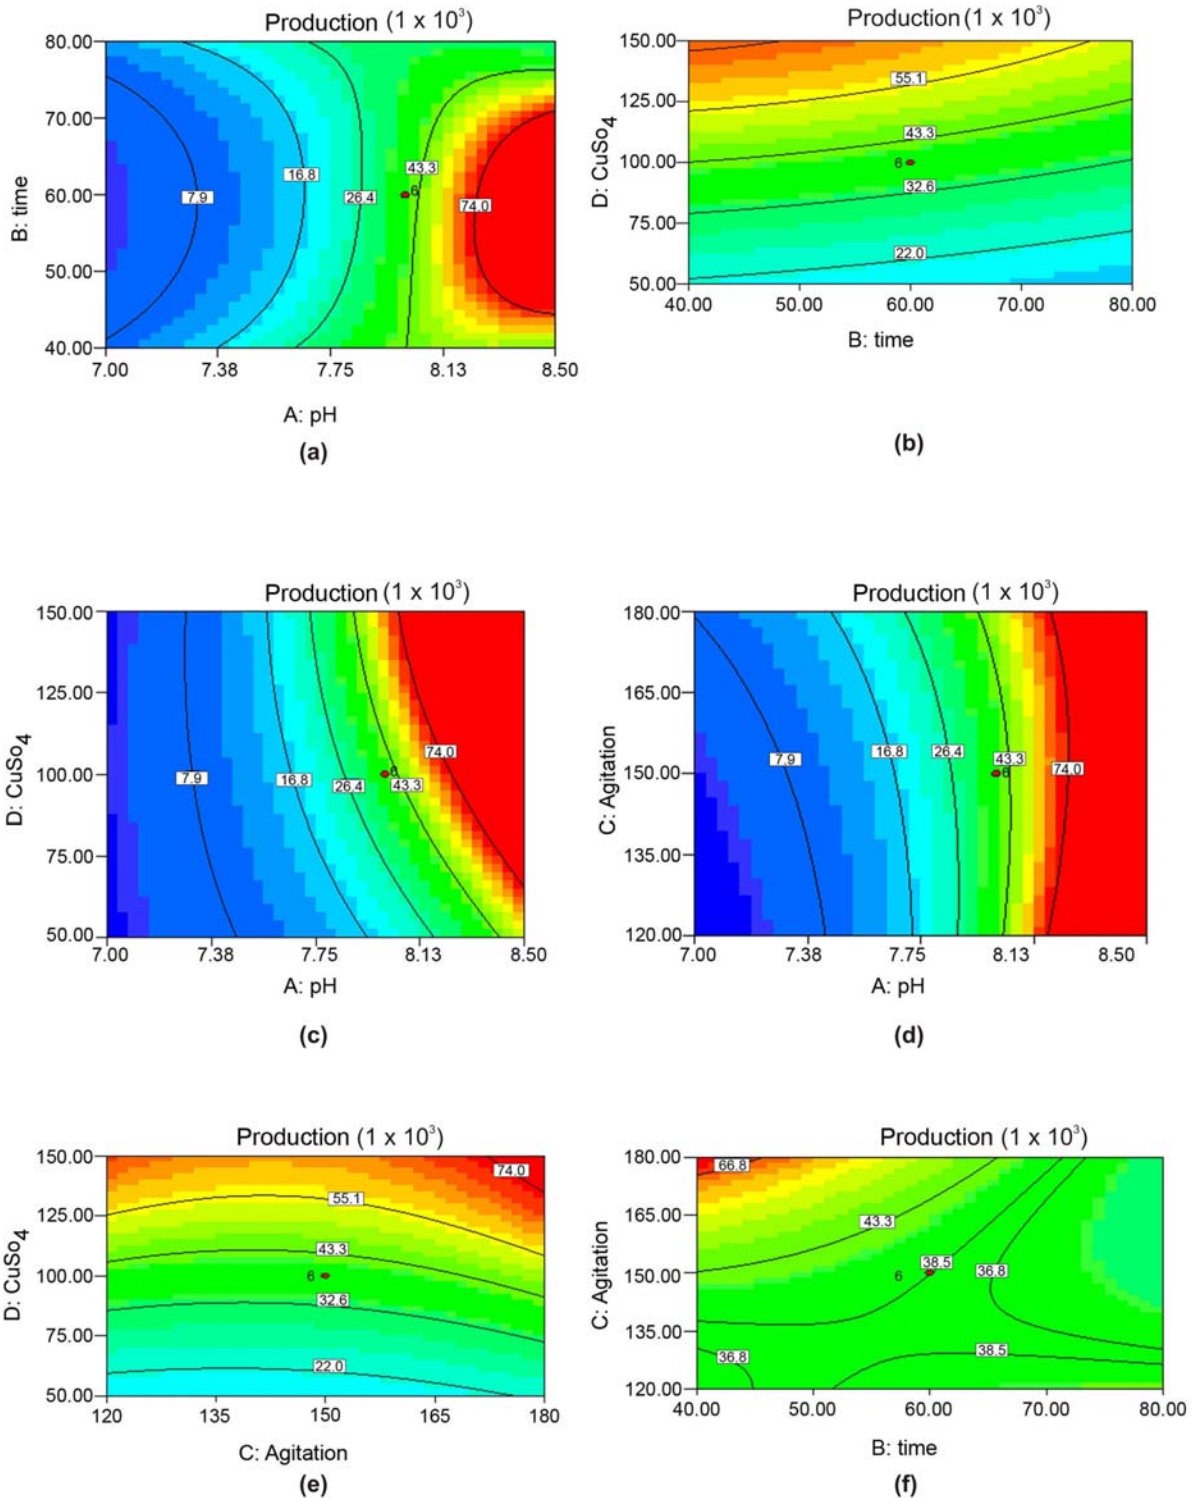 Production (1 x 10³)
80.00
70.00
60.00
50.00
40.00
B: time
7.9
16.8
26.4
43.3
6
74.0
7.00 7.38 7.75 8.13 8.50
A: pH
(a)
Production (1 x 10³)
150.00
125.00
100.00
75.00
50.00
D: CuSo₄
55.1
43.3
6
32.6
22.0
40.00 50.00 60.00 70.00 80.00
B: time
(b)
Production (1 x 10³)
150.00
125.00
100.00
75.00
50.00
D: CuSo₄
7.9
16.8
26.4
6
43.3
74.0
7.00 7.38 7.75 8.13 8.50
A: pH
(c)
Production (1 x 10³)
180.00
165.00
150.00
135.00
120.00
C: Agitation
7.9
16.8
26.4
43.3
6
74.0
7.00 7.38 7.75 8.13 8.50
A: pH
(d)
Production (1 x 10³)
150.00
125.00
100.00
75.00
50.00
D: CuSo₄
74.0
55.1
43.3
6
32.6
22.0
120 135 150 165 180
C: Agitation
(e)
Production (1 x 10³)
180.00
165.00
150.00
135.00
120.00
C: Agitation
66.8
43.3
38.5
6
36.8
38.5
36.8
40.00 50.00 60.00 70.00 80.00
B: time
(f)